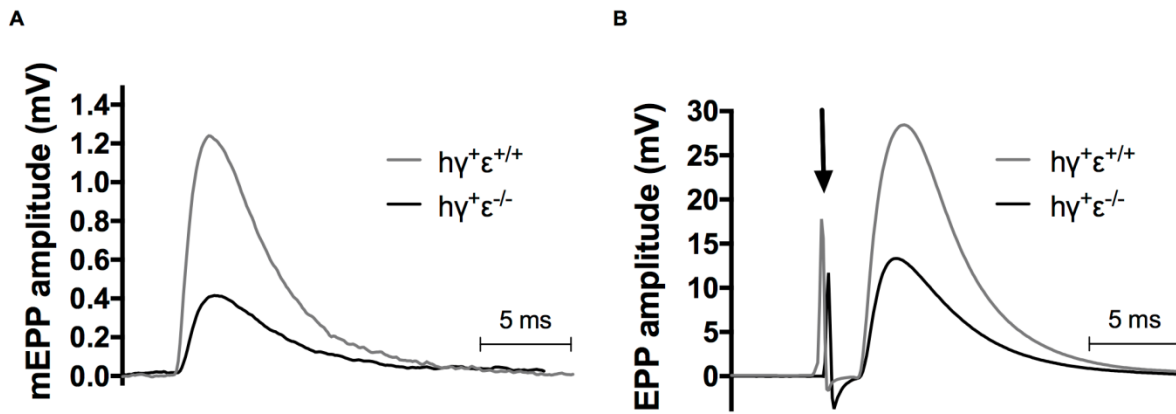 A
mEPP amplitude (mV)
1.4
1.2
1.0
0.8
0.6
0.4
0.2
0.0
hγ⁺ε⁺/⁺
hγ⁺ε⁻/⁻
5 ms
B
EPP amplitude (mV)
30
25
20
15
10
5
0
hγ⁺ε⁺/⁺
hγ⁺ε⁻/⁻
5 ms